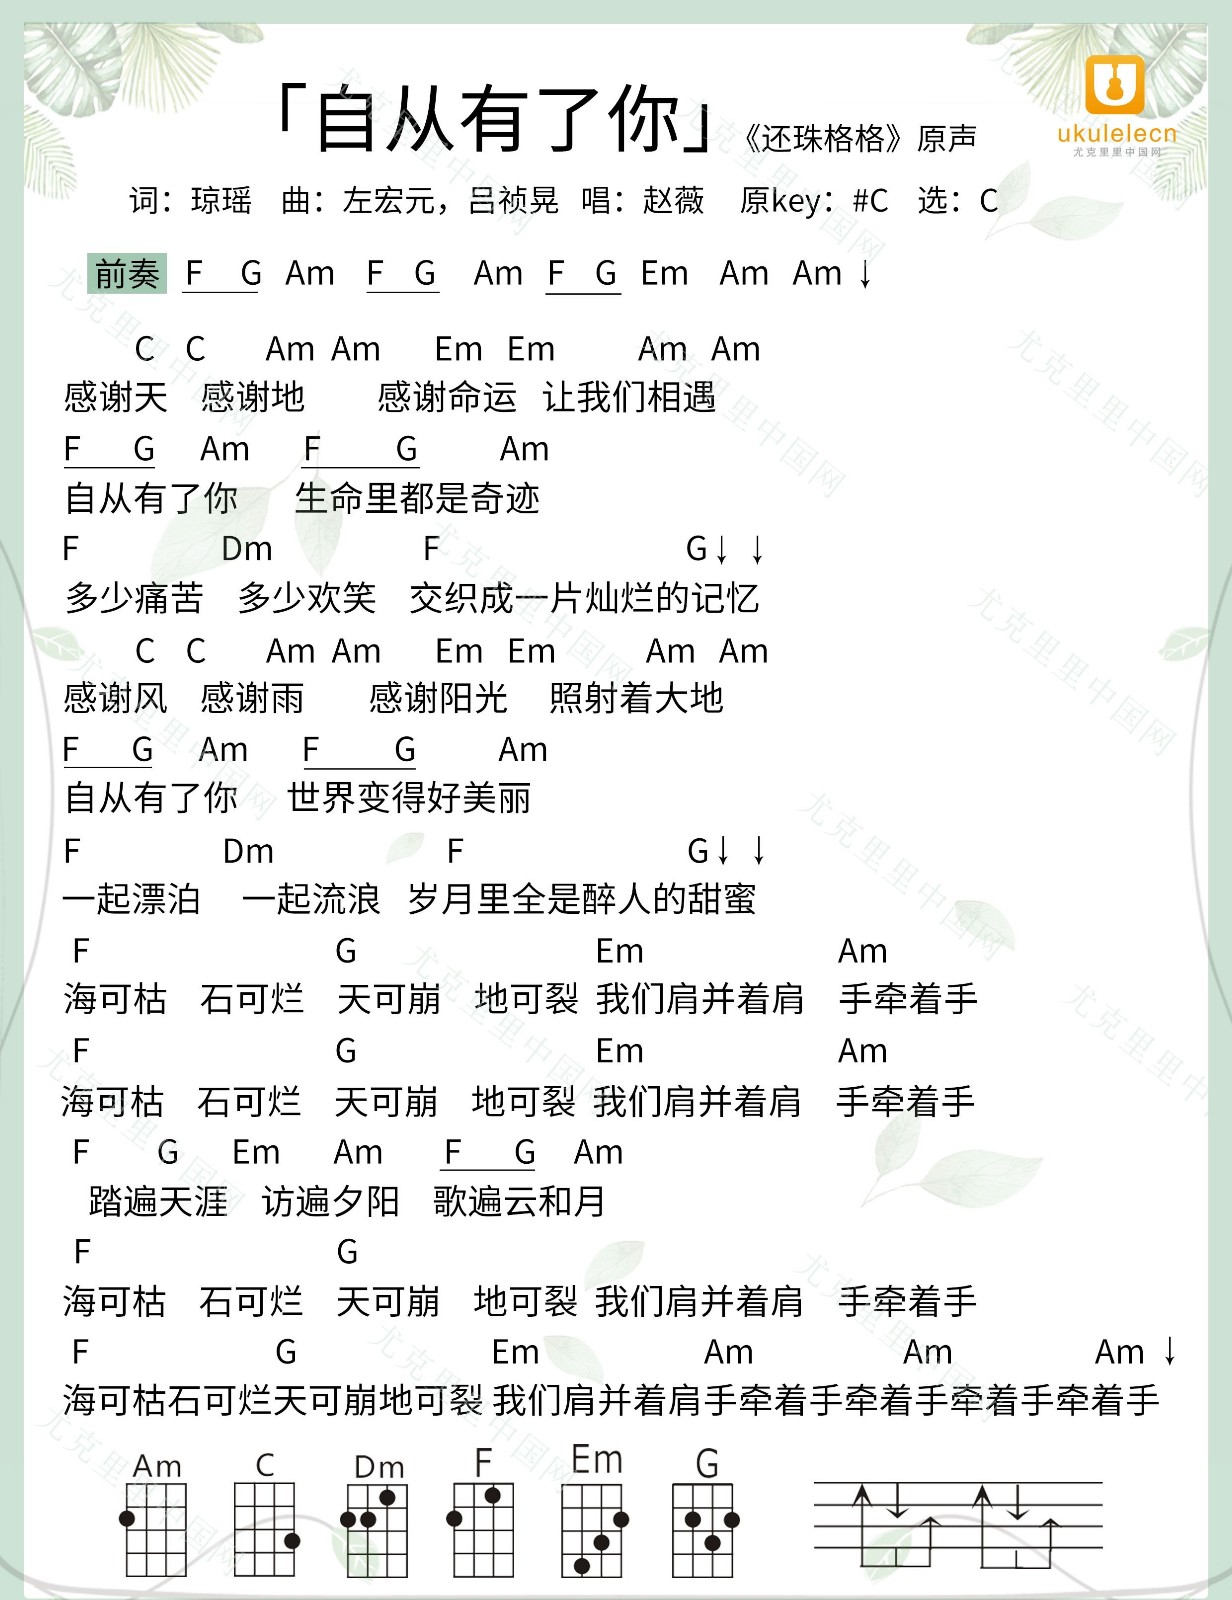 「自从有了你」《还珠格格》原声
ukulelecn
尤克里里中国网
词：琼瑶 曲：左宏元，吕祯晃 唱：赵薇 原key：#C 选：C
前奏 F G Am F G Am F G Em Am Am ↓
C C Am Am Em Em Am Am
感谢天 感谢地 感谢命运 让我们相遇
F G Am F G Am
自从有了你 生命里都是奇迹
F Dm F G↓ ↓
多少痛苦 多少欢笑 交织成一片灿烂的记忆
C C Am Am Em Em Am Am
感谢风 感谢雨 感谢阳光 照射着大地
F G Am F G Am
自从有了你 世界变得好美丽
F Dm F G↓ ↓
一起漂泊 一起流浪 岁月里全是醉人的甜蜜
F G Em Am
海可枯 石可烂 天可崩 地可裂 我们肩并着肩 手牵着手
F G Em Am
海可枯 石可烂 天可崩 地可裂 我们肩并着肩 手牵着手
F G Em Am F G Am
踏遍天涯 访遍夕阳 歌遍云和月
F G
海可枯 石可烂 天可崩 地可裂 我们肩并着肩 手牵着手
F G Em Am Am Am ↓
海可枯石可烂天可崩地可裂 我们肩并着肩手牵着手牵着手牵着手牵着手
Am C Dm F Em G